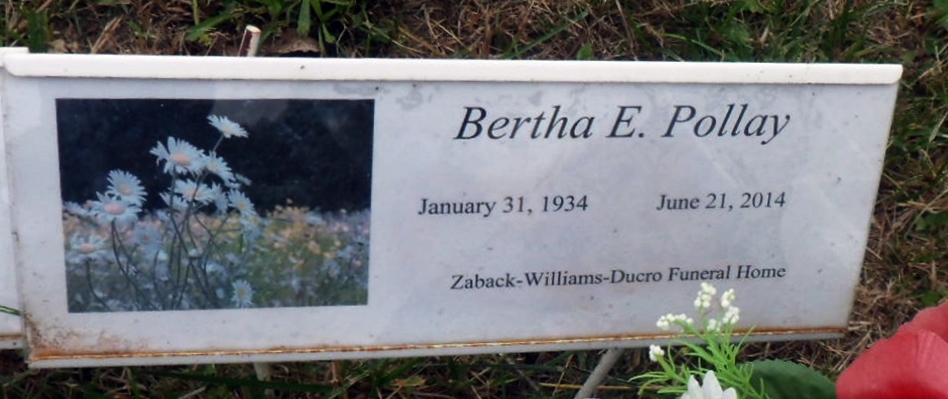 Bertha E. Pollay
January 31, 1934 June 21, 2014
Zaback-Williams-Ducro Funeral Home